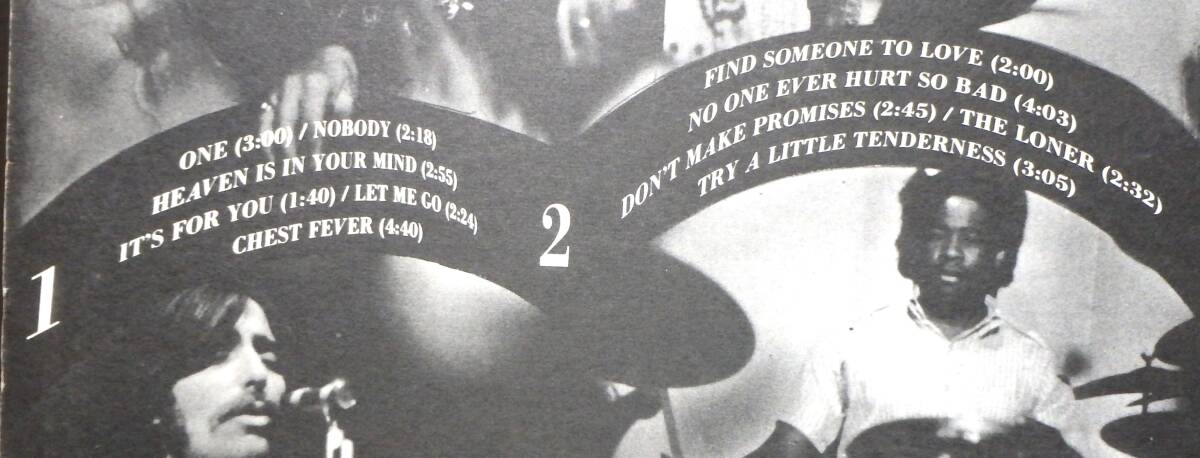 1
ONE (3:00) / NOBODY (2:18)
HEAVEN IS IN YOUR MIND (2:55)
IT'S FOR YOU (1:40) / LET ME GO (2:24)
CHEST FEVER (4:40)
2
FIND SOMEONE TO LOVE (2:00)
NO ONE EVER HURT SO BAD (4:03)
DON'T MAKE PROMISES (2:45) / THE LONER (2:32)
TRY A LITTLE TENDERNESS (3:05)